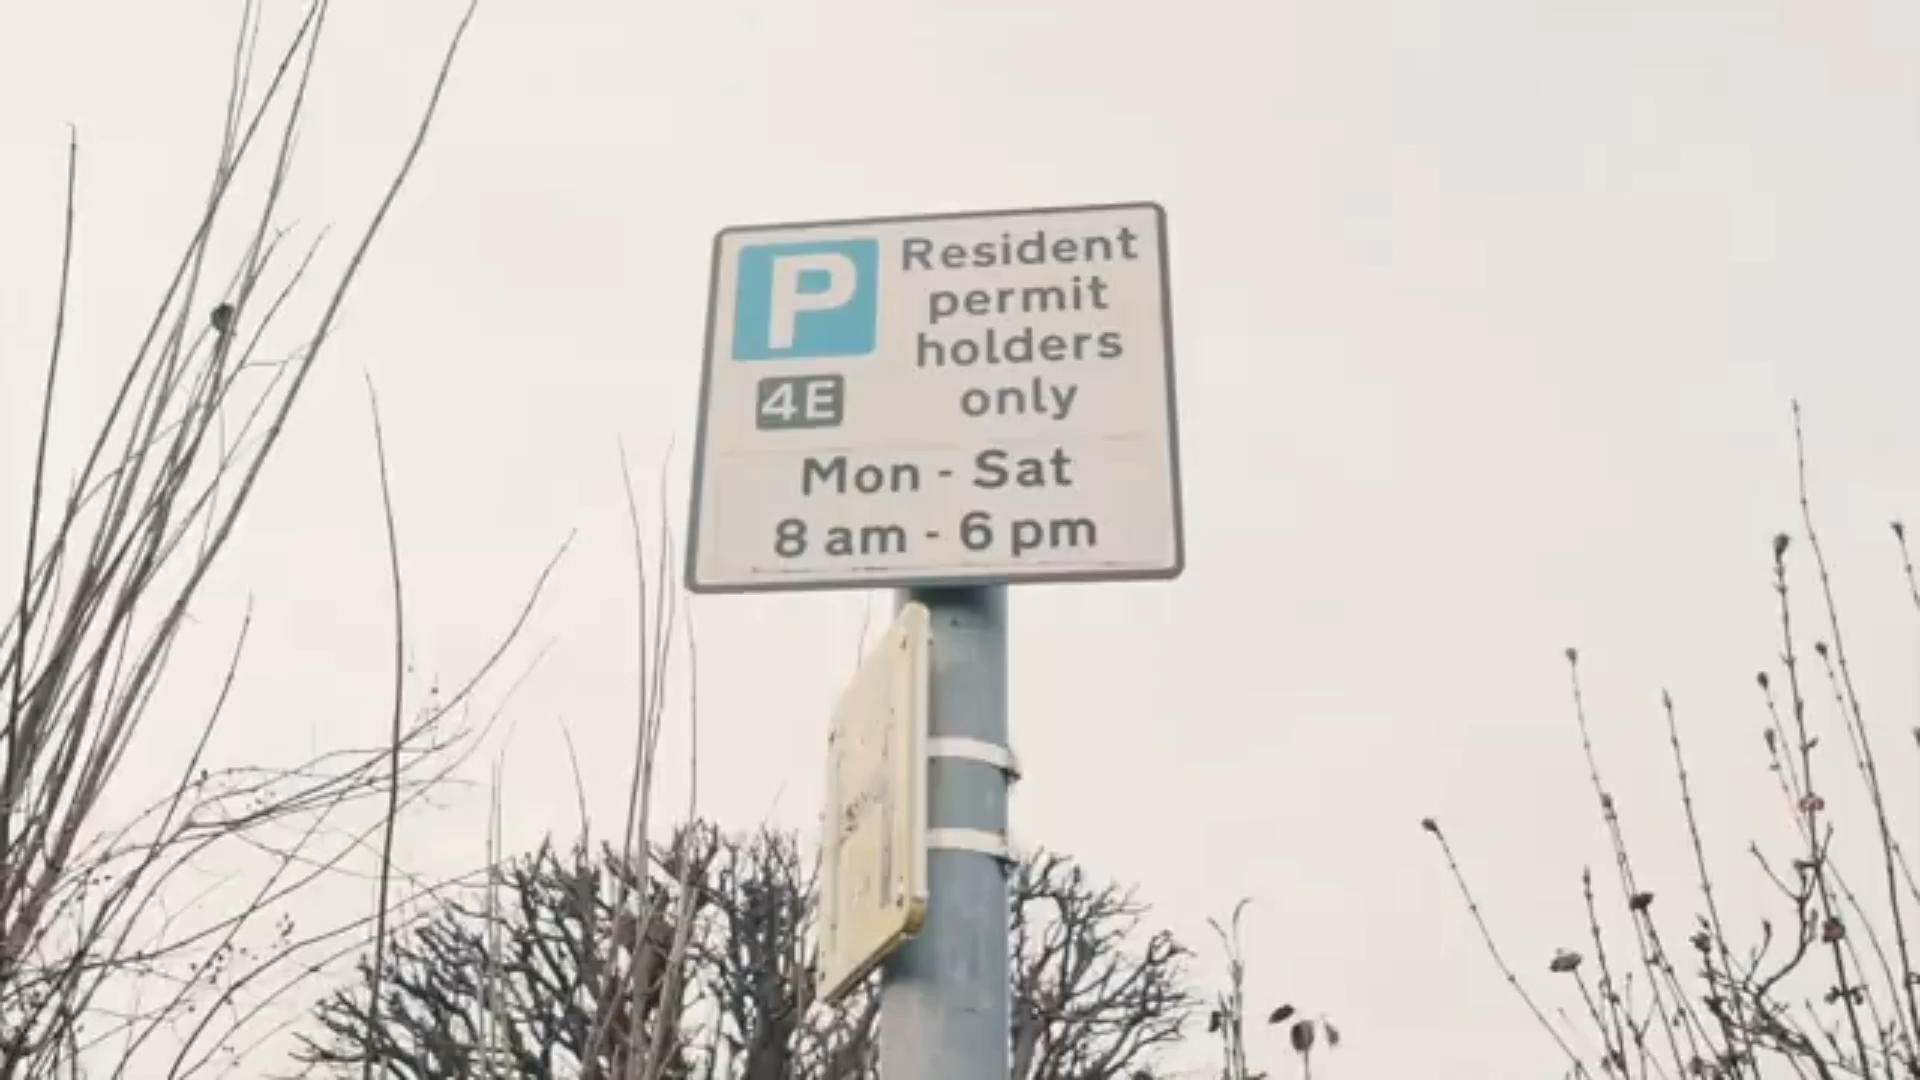 P
Resident
permit
holders
only
4E
Mon - Sat
8 am - 6 pm